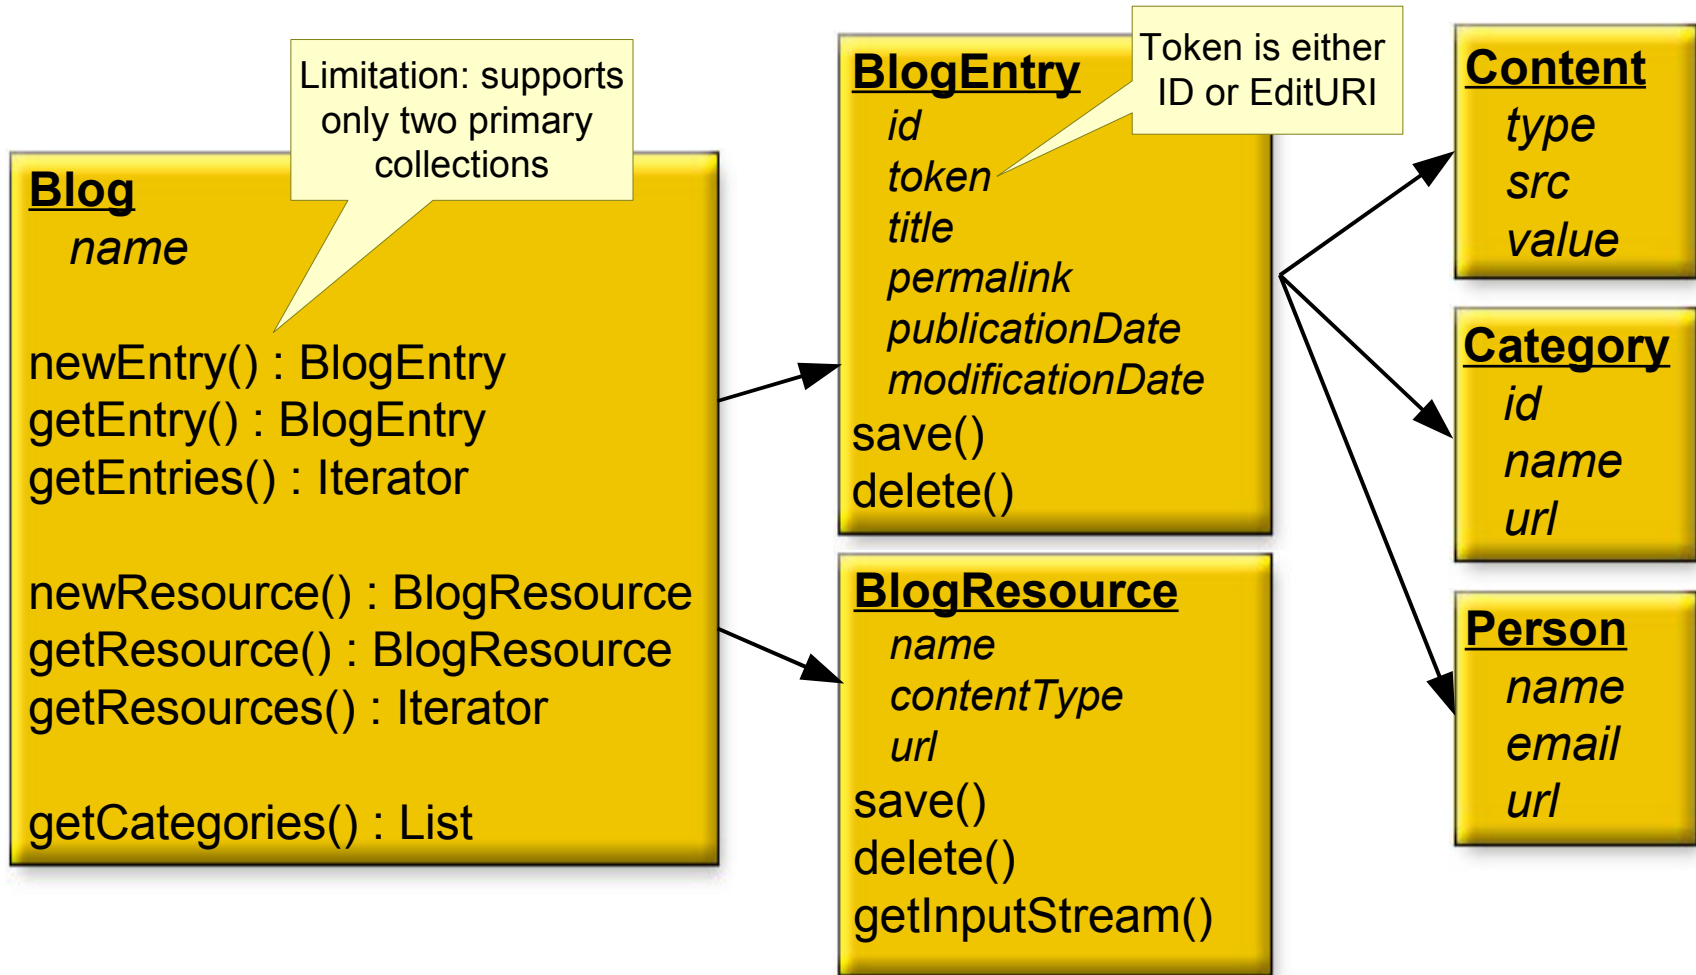 Limitation: supports
only two primary
collections
Blog
name
newEntry() : BlogEntry
getEntry() : BlogEntry
getEntries() : Iterator
newResource() : BlogResource
getResource() : BlogResource
getResources() : Iterator
getCategories() : List
Token is either
ID or EditURI
BlogEntry
id
token
title
permalink
publicationDate
modificationDate
save()
delete()
BlogResource
name
contentType
url
save()
delete()
getInputStream()
Content
type
src
value
Category
id
name
url
Person
name
email
url